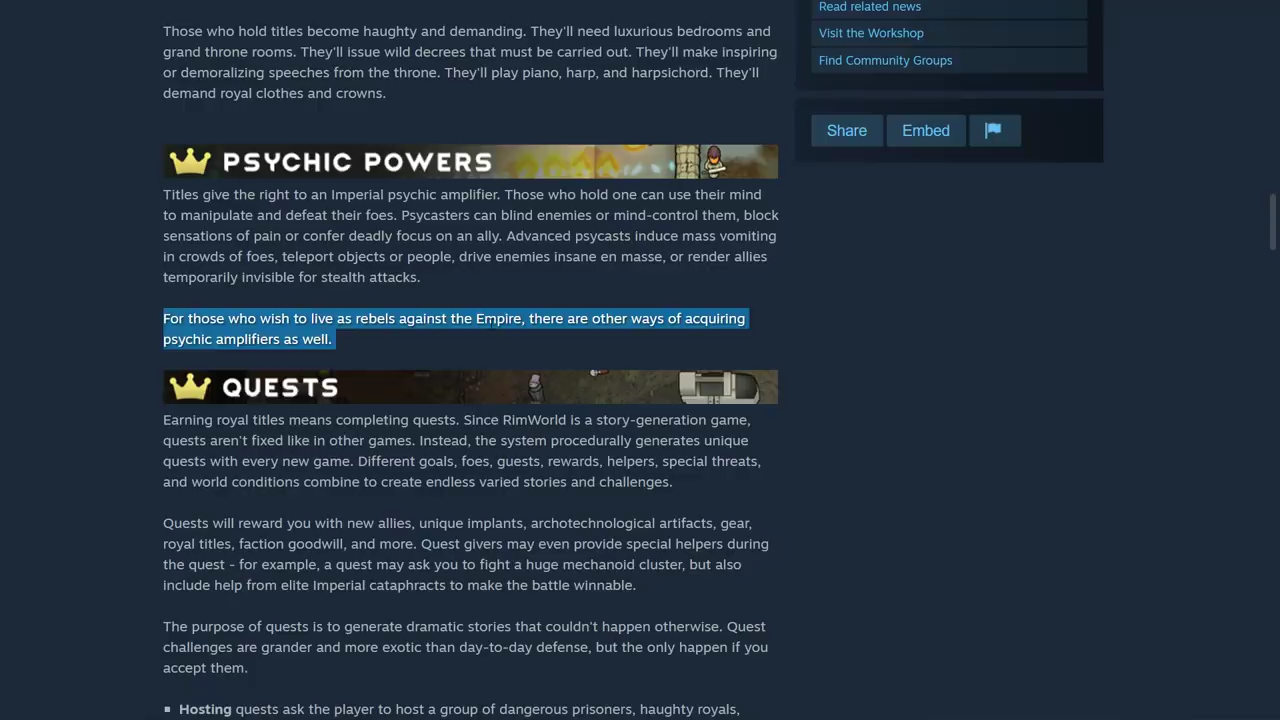 Those who hold titles become haughty and demanding. They'll need luxurious bedrooms and
grand throne rooms. They'll issue wild decrees that must be carried out. They'll make inspiring
or demoralizing speeches from the throne. They'll play piano, harp, and harpsichord. They'll
demand royal clothes and crowns.
PSYCHIC POWERS
Titles give the right to an Imperial psychic amplifier. Those who hold one can use their mind
to manipulate and defeat their foes. Psycasters can blind enemies or mind-control them, block
sensations of pain or confer deadly focus on an ally. Advanced psycasts induce mass vomiting
in crowds of foes, teleport objects or people, drive enemies insane en masse, or render allies
temporarily invisible for stealth attacks.
For those who wish to live as rebels against the Empire, there are other ways of acquiring
psychic amplifiers as well.
QUESTS
Earning royal titles means completing quests. Since RimWorld is a story-generation game,
quests aren't fixed like in other games. Instead, the system procedurally generates unique
quests with every new game. Different goals, foes, guests, rewards, helpers, special threats,
and world conditions combine to create endless varied stories and challenges.
Quests will reward you with new allies, unique implants, archotechnological artifacts, gear,
royal titles, faction goodwill, and more. Quest givers may even provide special helpers during
the quest - for example, a quest may ask you to fight a huge mechanoid cluster, but also
include help from elite Imperial cataphracts to make the battle winnable.
The purpose of quests is to generate dramatic stories that couldn't happen otherwise. Quest
challenges are grander and more exotic than day-to-day defense, but the only happen if you
accept them.
▪ Hosting quests ask the player to host a group of dangerous prisoners, haughty royals,
Read related news
Visit the Workshop
Find Community Groups
Share
Embed